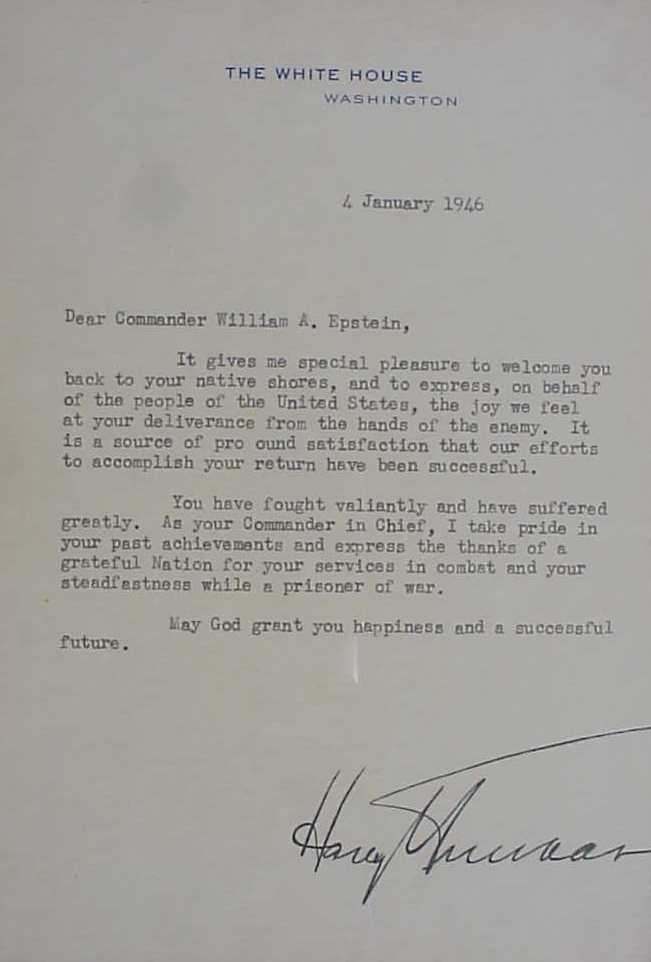 THE WHITE HOUSE
WASHINGTON
4 January 1946
Dear Commander William A. Epstein,
It gives me special pleasure to welcome you
back to your native shores, and to express, on behalf
of the people of the United States, the joy we feel
at your deliverance from the hands of the enemy. It
is a source of pro ound satisfaction that our efforts
to accomplish your return have been successful.
You have fought valiantly and have suffered
greatly. As your Commander in Chief, I take pride in
your past achievements and express the thanks of a
grateful Nation for your services in combat and your
steadfastness while a prisoner of war.
May God grant you happiness and a successful
future.
Harry Truman